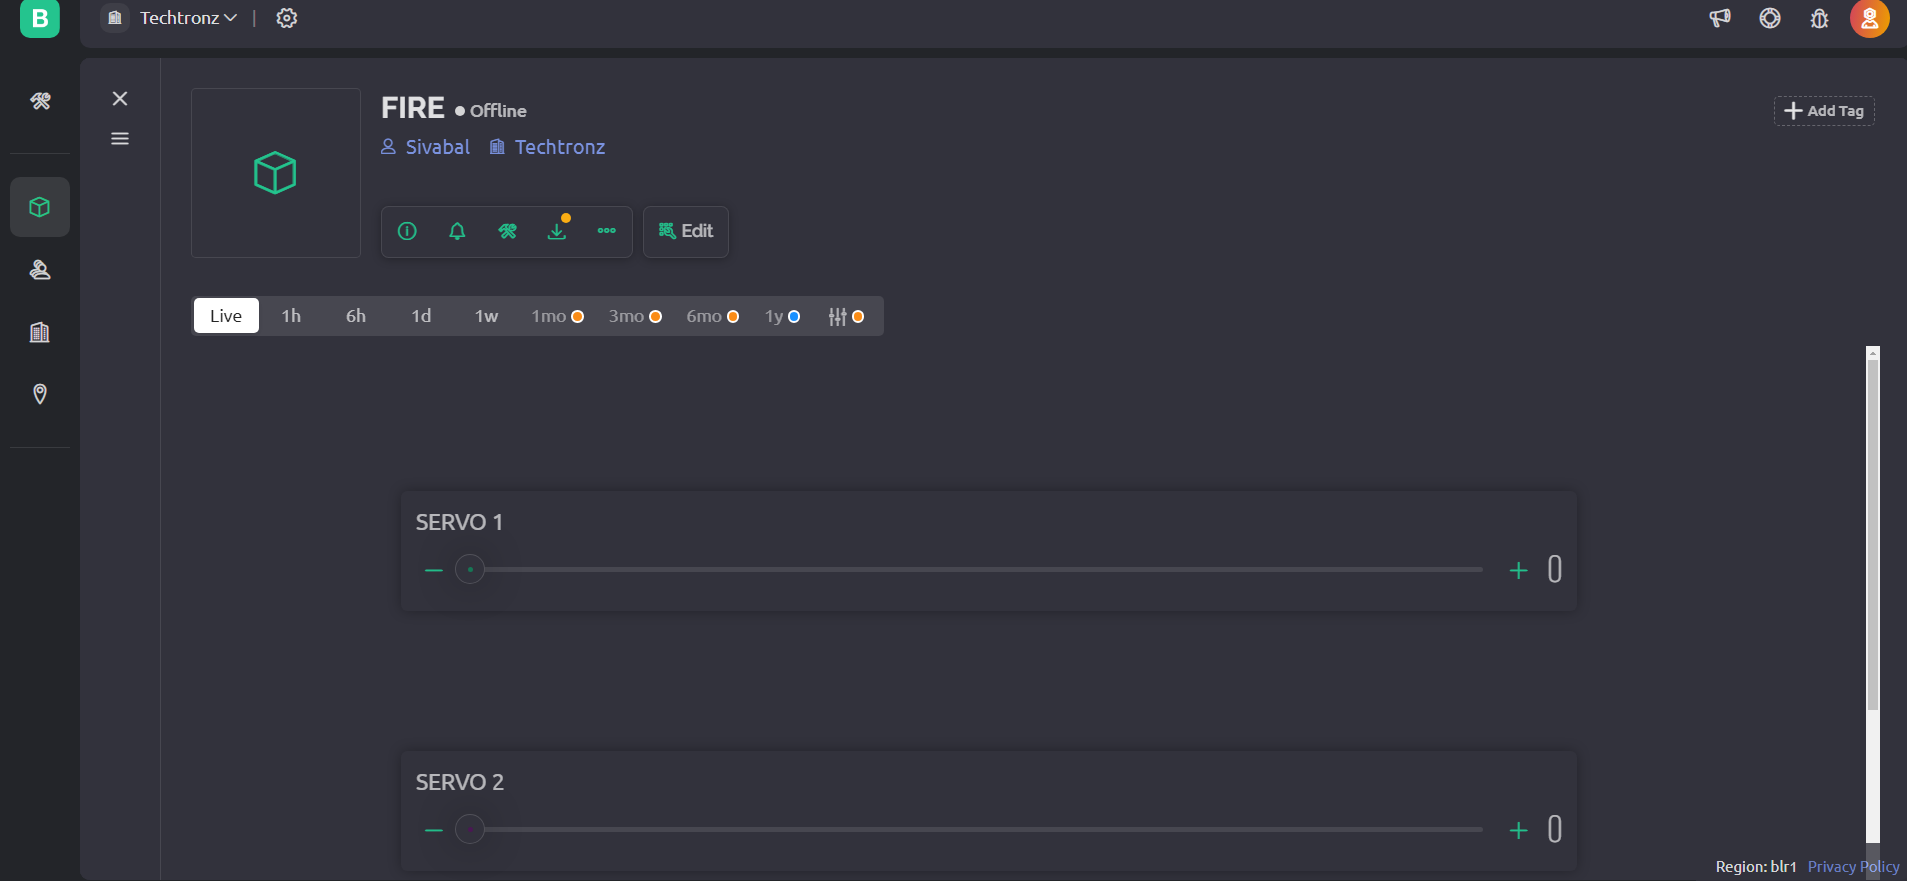 B
Techtronz |
FIRE Offline
Add Tag
Sivabal Techtronz
Edit
Live 1h 6h 1d 1w 1mo 3mo 6mo 1y
SERVO 1
0
SERVO 2
0
Region: blr1 Privacy Policy